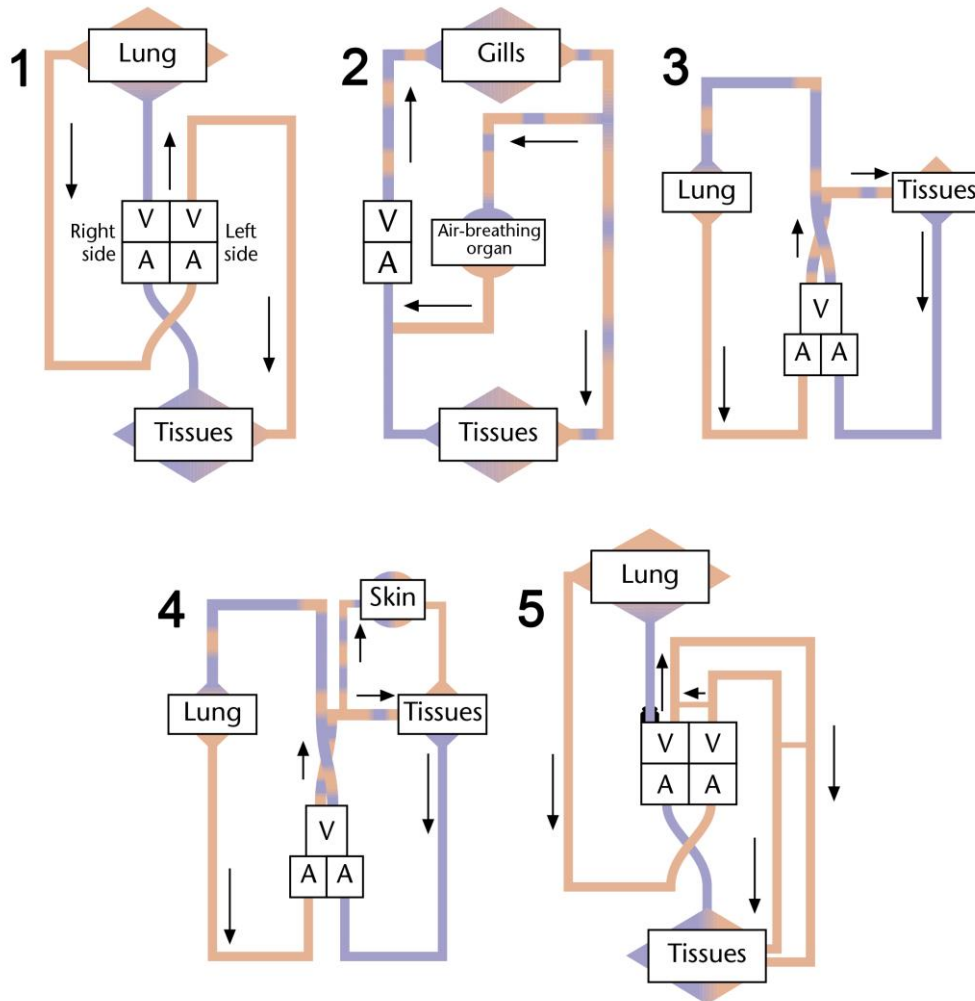 1
Lung
V V
A A
Right
side
Left
side
Tissues
2
Gills
V
A
Air-breathing
organ
Tissues
3
Lung
Tissues
V
A A
4
Skin
Lung
Tissues
V
A A
5
Lung
V V
A A
Tissues